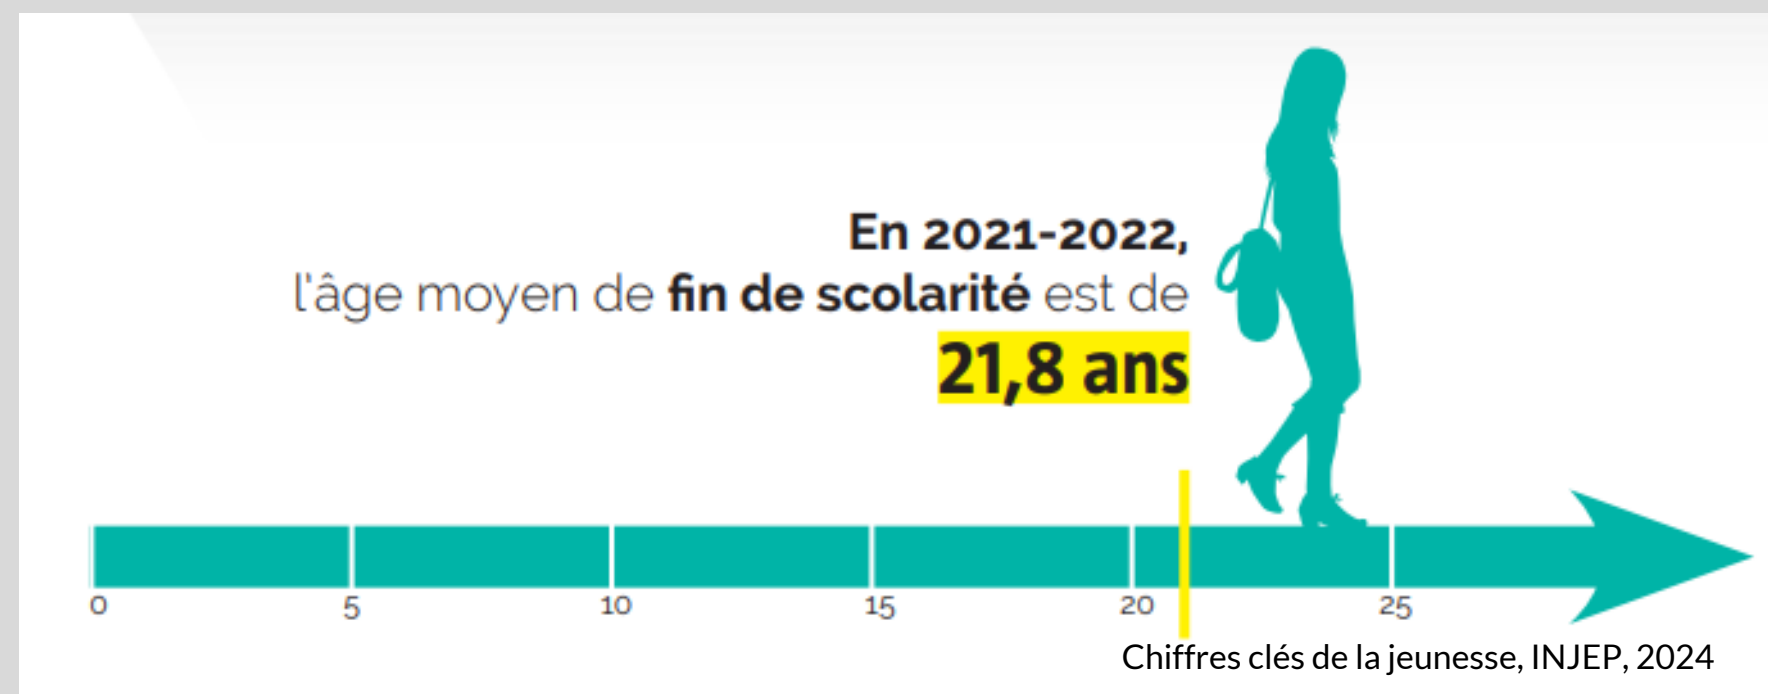 En 2021-2022,
l'âge moyen de fin de scolarité est de
21,8 ans
0 5 10 15 20 25
Chiffres clés de la jeunesse, INJEP, 2024